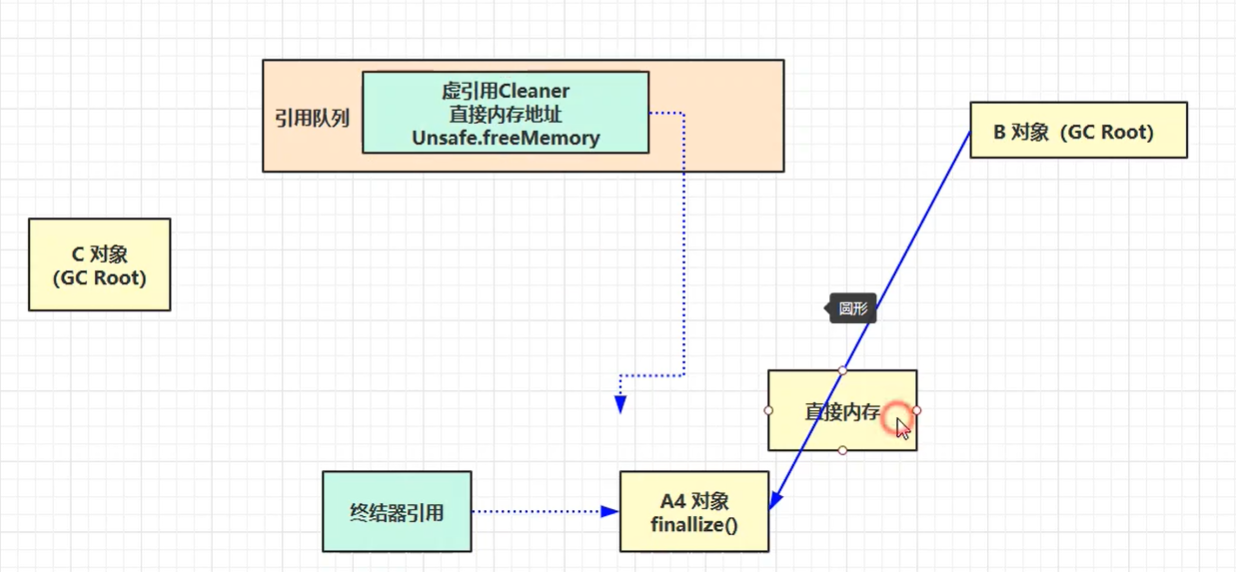 引用队列
虚引用Cleaner
直接内存地址
Unsafe.freeMemory
B 对象（GC Root）
C 对象
(GC Root)
圆形
直接内存
终结器引用
A4 对象
finallize()